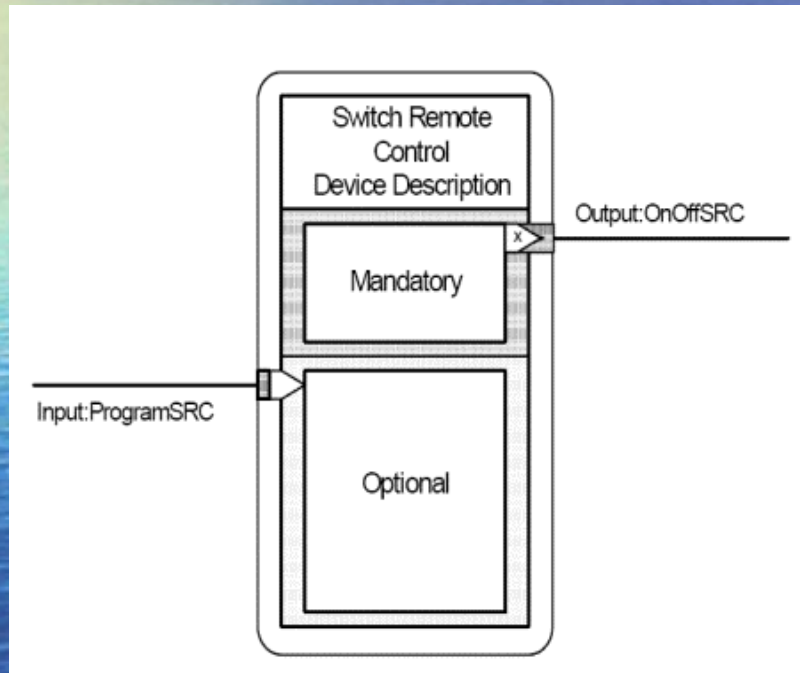 Switch Remote
Control
Device Description
Output:OnOffSRC
x
Mandatory
Input:ProgramSRC
Optional